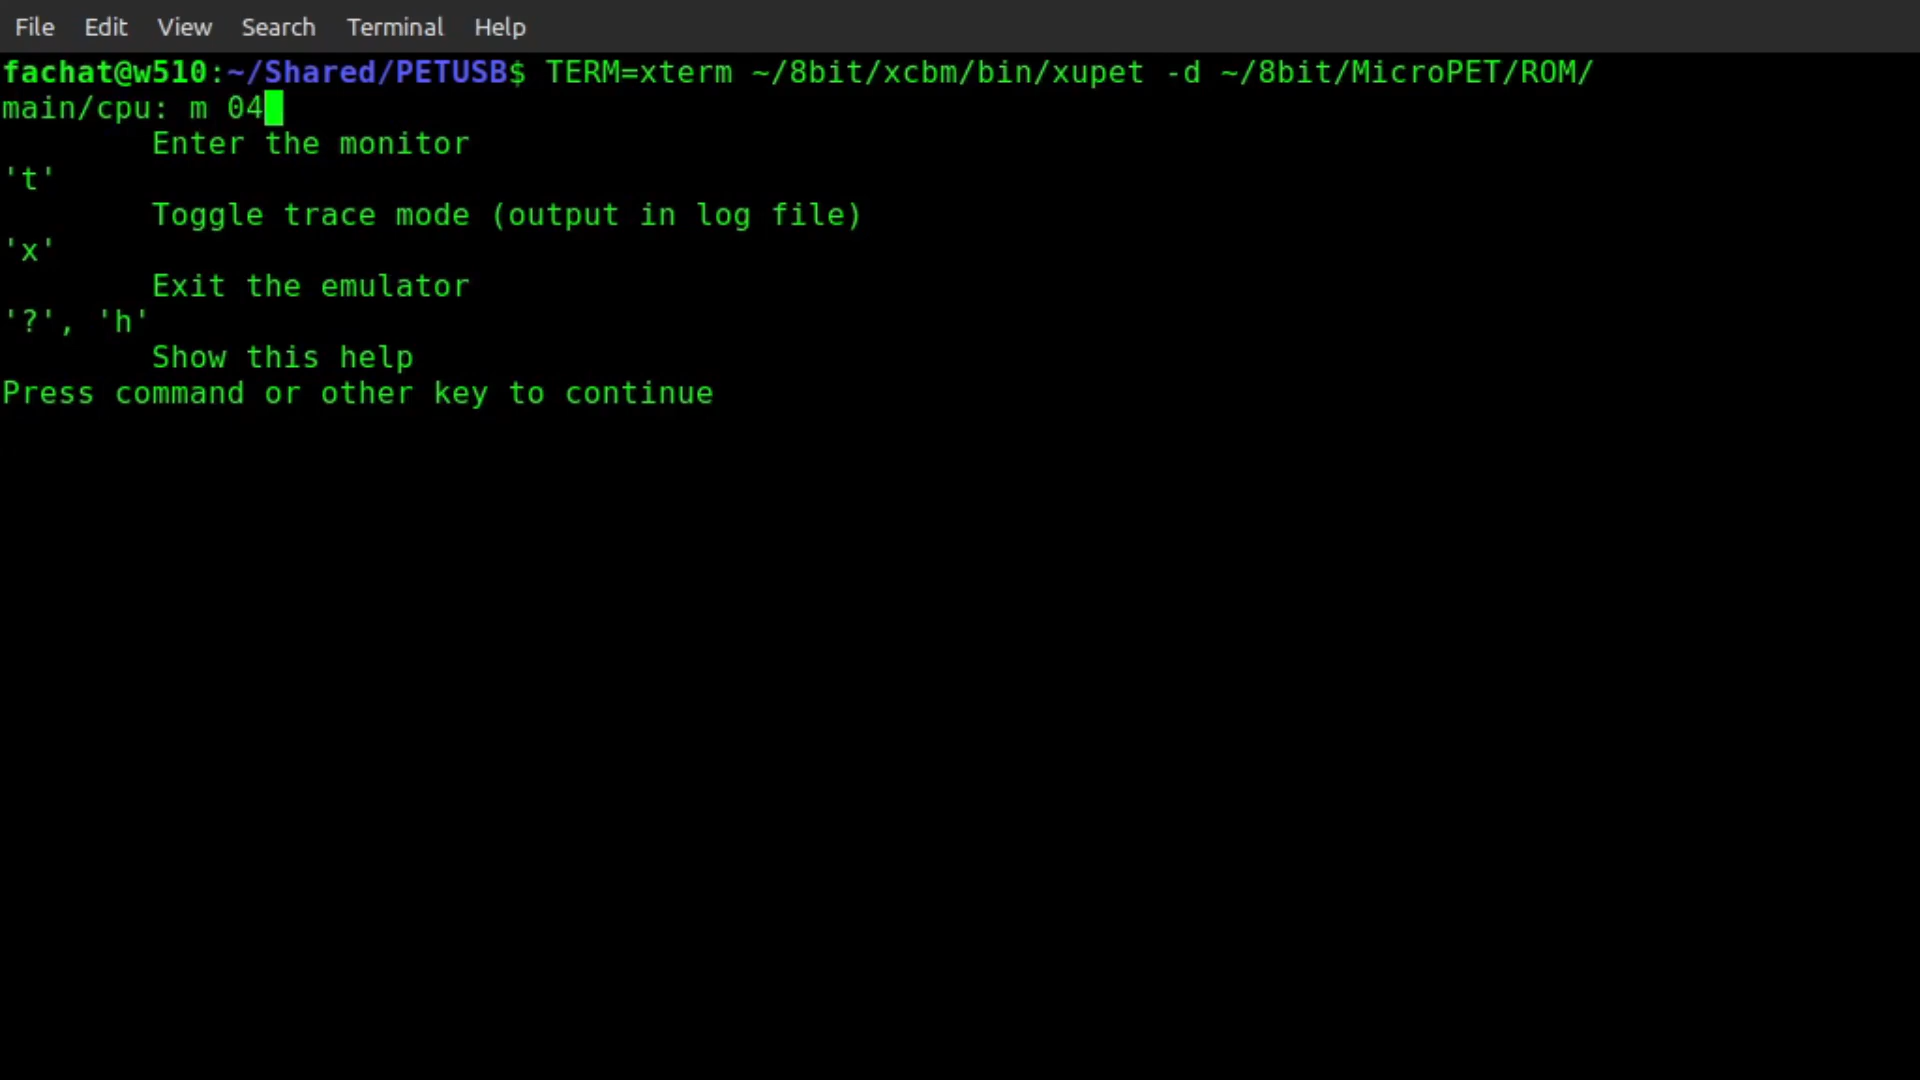 File Edit View Search Terminal Help
fachat@w510:~/Shared/PETUSB$ TERM=xterm ~/8bit/xcbm/bin/xupet -d ~/8bit/MicroPET/ROM/
main/cpu: m 04
Enter the monitor
't'
Toggle trace mode (output in log file)
'x'
Exit the emulator
'?', 'h'
Show this help
Press command or other key to continue